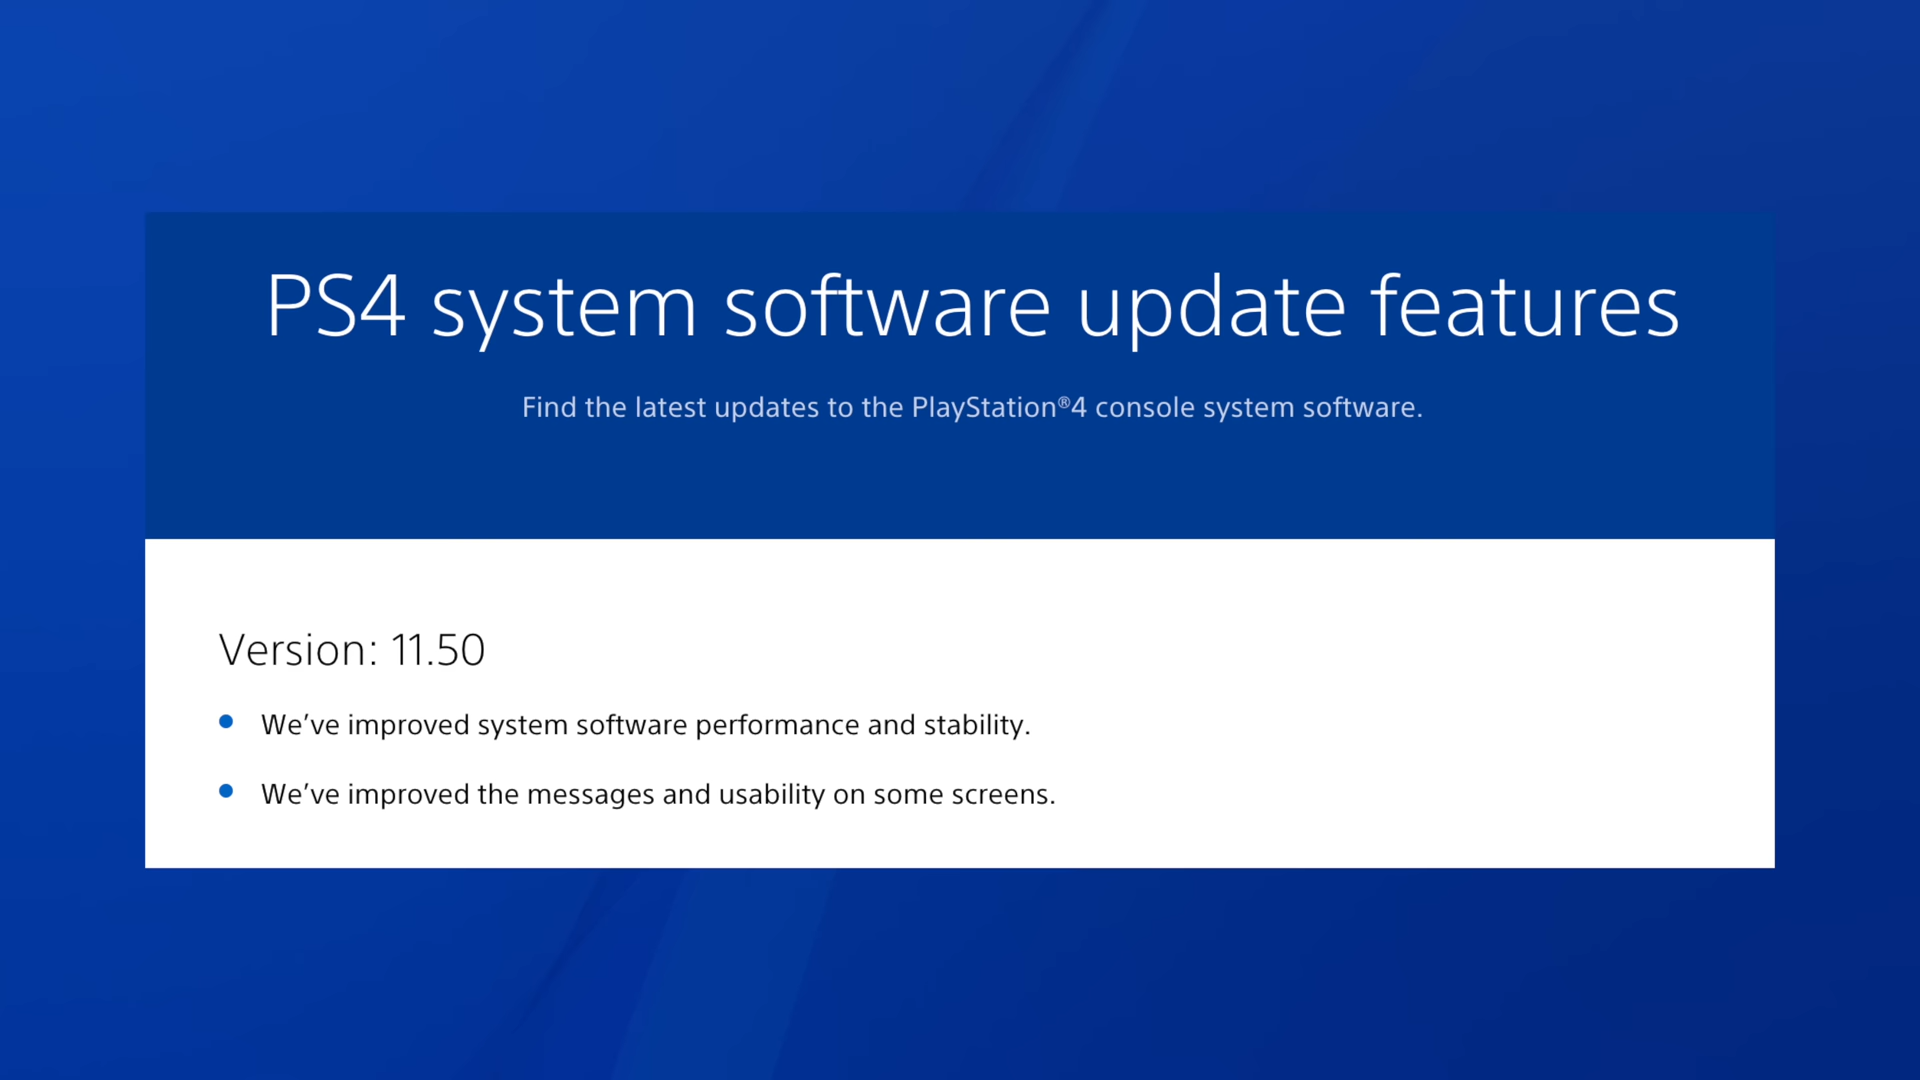 PS4 system software update features
Find the latest updates to the PlayStation®4 console system software.
Version: 11.50
• We’ve improved system software performance and stability.
• We’ve improved the messages and usability on some screens.